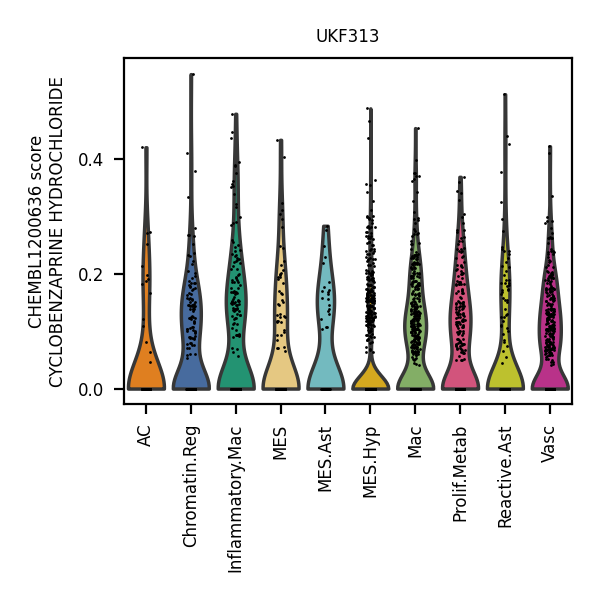 UKF313
CHEMBL1200636 score
CYCLOBENZAPRINE HYDROCHLORIDE
0.4
0.2
0.0
AC
Chromatin.Reg
Inflammatory.Mac
MES
MES.Ast
MES.Hyp
Mac
Prolif.Metab
Reactive.Ast
Vasc